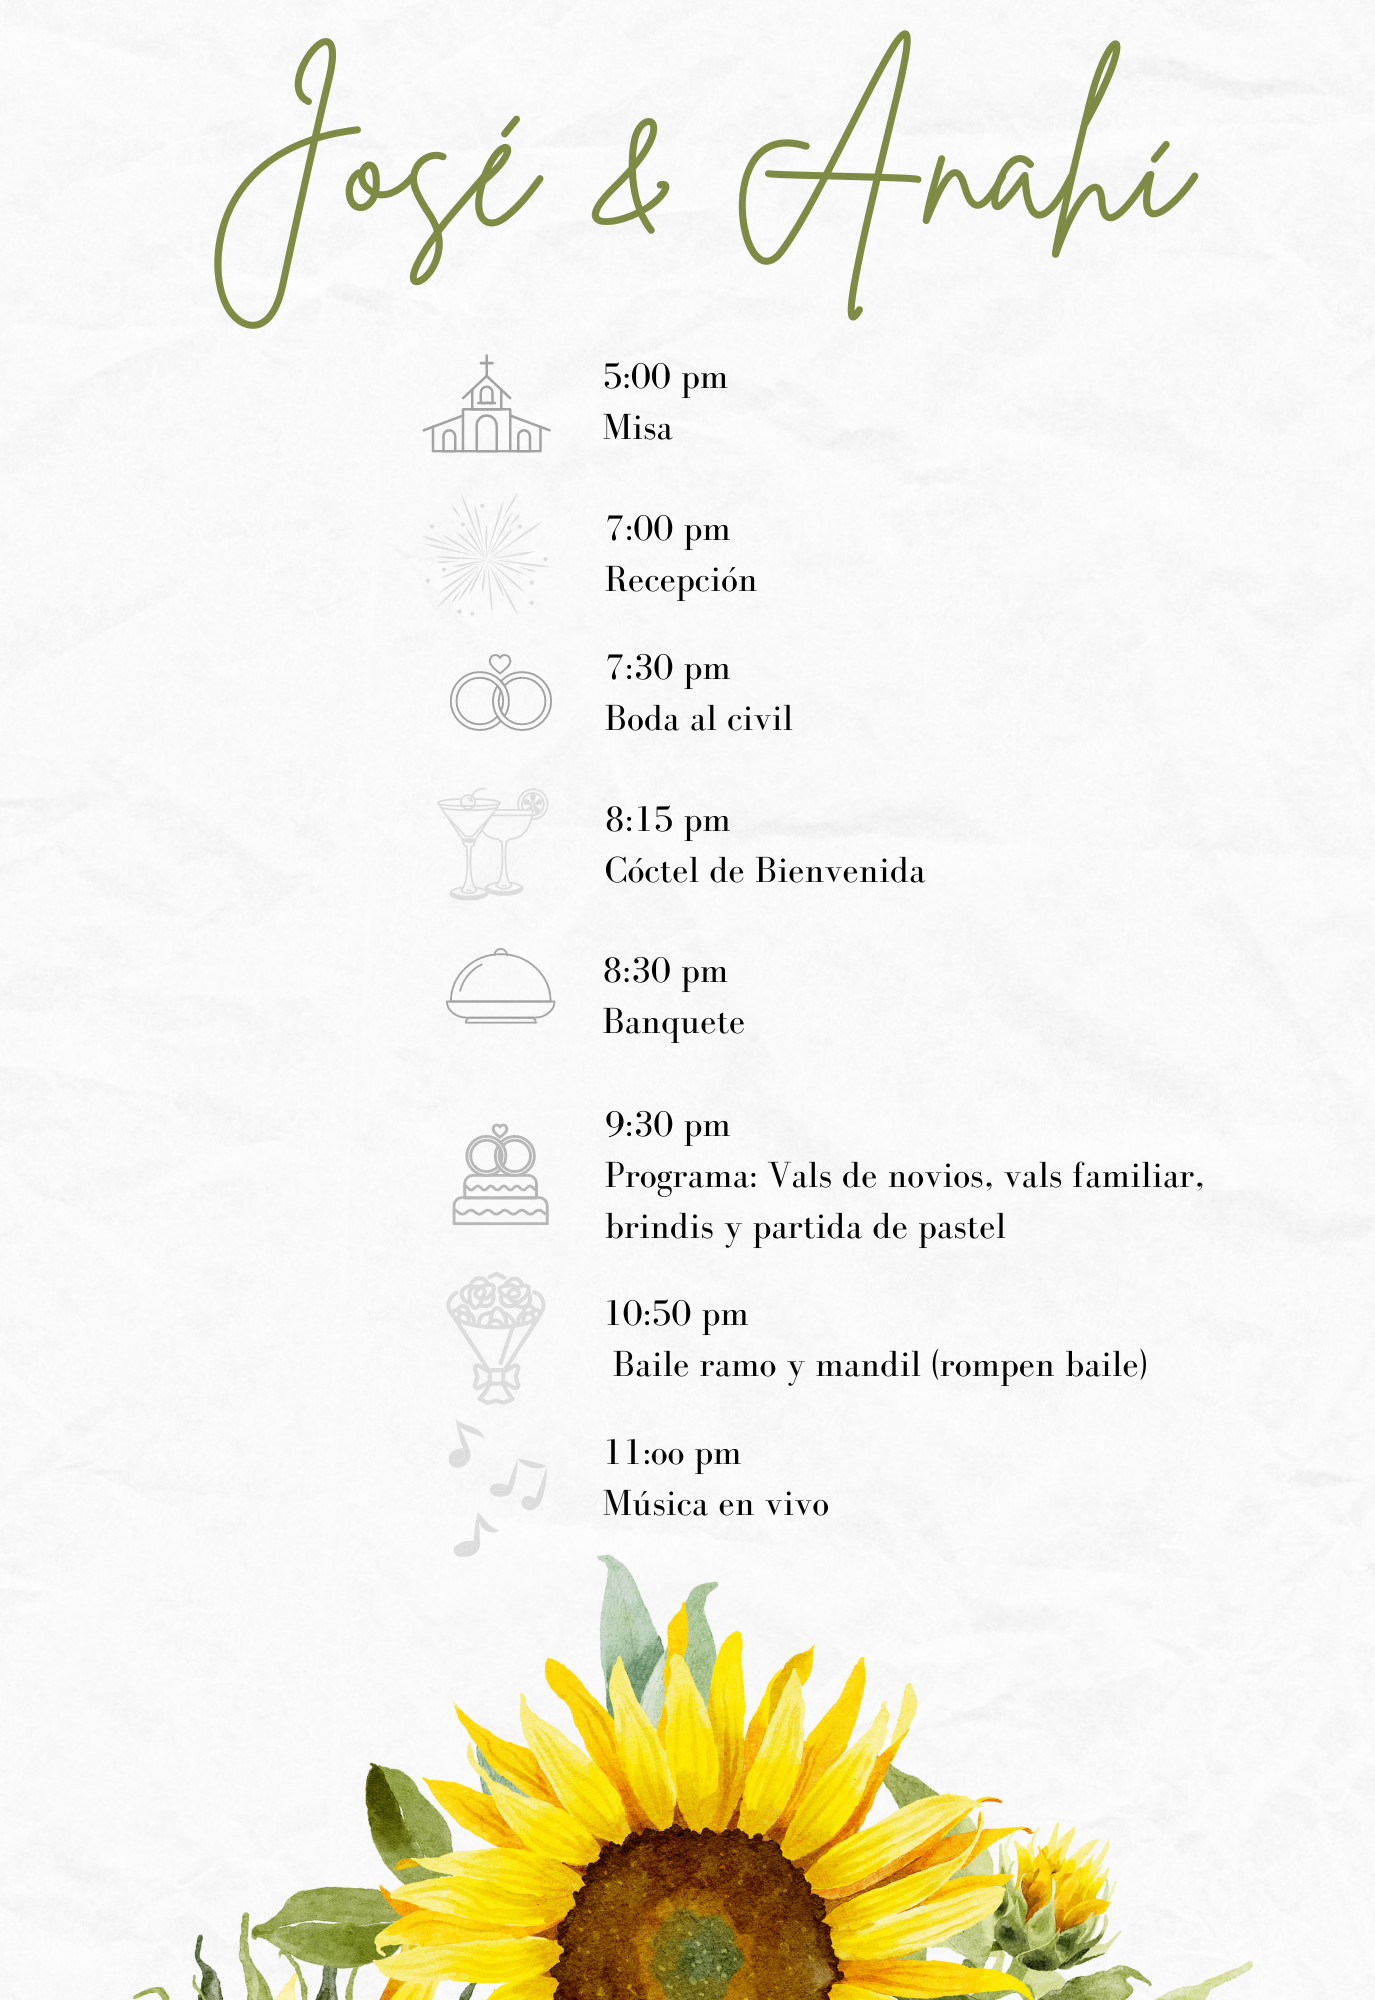 José & Anahí
5:00 pm
Misa
7:00 pm
Recepción
7:30 pm
Boda al civil
8:15 pm
Cóctel de Bienvenida
8:30 pm
Banquete
9:30 pm
Programa: Vals de novios, vals familiar,
brindis y partida de pastel
10:50 pm
Baile ramo y mandil (rompen baile)
11:oo pm
Música en vivo